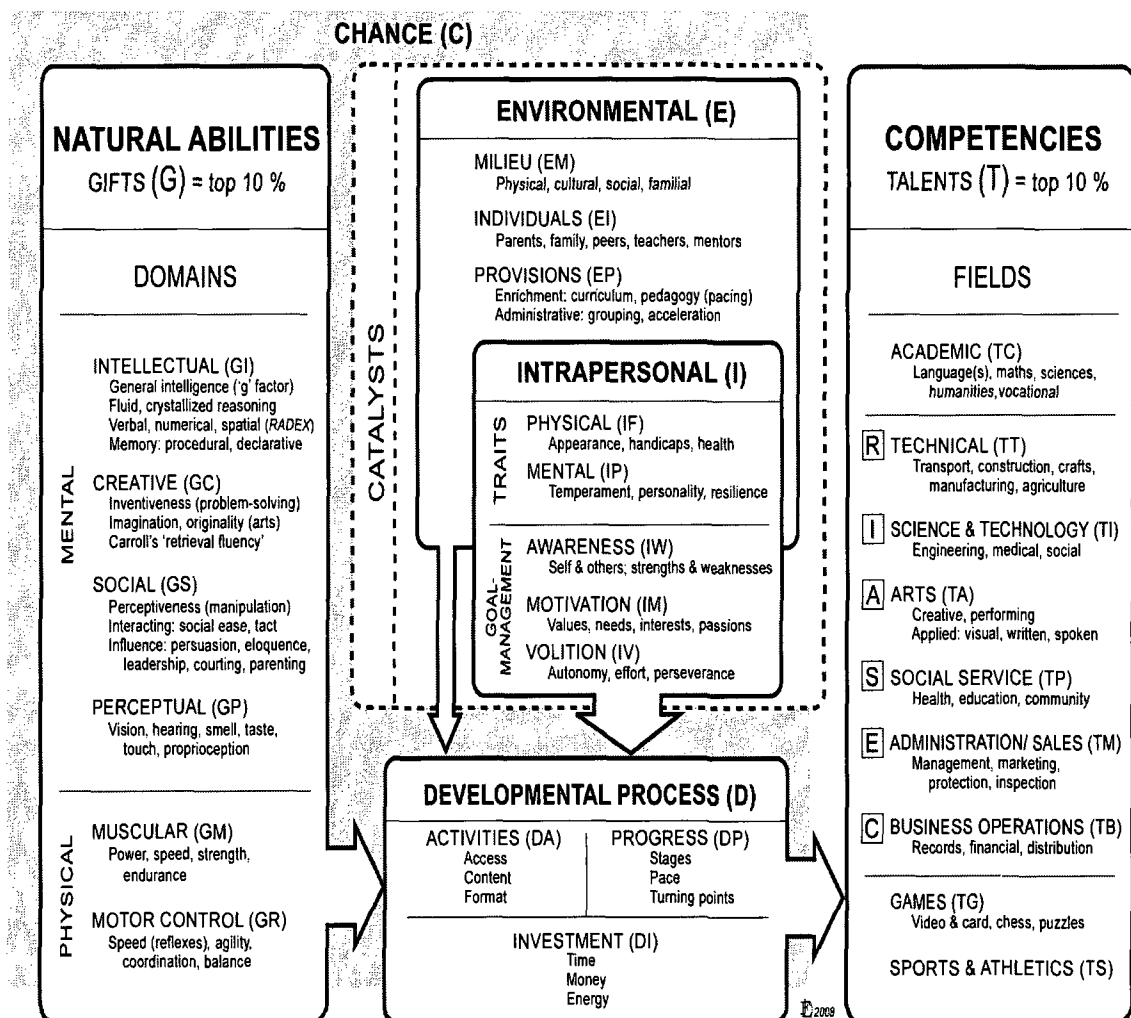 CHANCE (C)
NATURAL ABILITIES
GIFTS (G) = top 10 %
DOMAINS
MENTAL
INTELLECTUAL (GI)
General intelligence ('g' factor)
Fluid, crystallized reasoning
Verbal, numerical, spatial (RADEX)
Memory: procedural, declarative
CREATIVE (GC)
Inventiveness (problem-solving)
Imagination, originality (arts)
Carroll's 'retrieval fluency'
SOCIAL (GS)
Perceptiveness (manipulation)
Interacting: social ease, tact
Influence: persuasion, eloquence,
leadership, courting, parenting
PERCEPTUAL (GP)
Vision, hearing, smell, taste,
touch, proprioception
PHYSICAL
MUSCULAR (GM)
Power, speed, strength,
endurance
MOTOR CONTROL (GR)
Speed (reflexes), agility,
coordination, balance
CATALYSTS
ENVIRONMENTAL (E)
MILIEU (EM)
Physical, cultural, social, familial
INDIVIDUALS (EI)
Parents, family, peers, teachers, mentors
PROVISIONS (EP)
Enrichment: curriculum, pedagogy (pacing)
Administrative: grouping, acceleration
INTRAPERSONAL (I)
TRAITS
PHYSICAL (IF)
Appearance, handicaps, health
MENTAL (IP)
Temperament, personality, resilience
GOAL-
MANAGEMENT
AWARENESS (IW)
Self & others; strengths & weaknesses
MOTIVATION (IM)
Values, needs, interests, passions
VOLITION (IV)
Autonomy, effort, perseverance
DEVELOPMENTAL PROCESS (D)
ACTIVITIES (DA)
Access
Content
Format
PROGRESS (DP)
Stages
Pace
Turning points
INVESTMENT (DI)
Time
Money
Energy
2009
COMPETENCIES
TALENTS (T) = top 10 %
FIELDS
ACADEMIC (TC)
Language(s), maths, sciences,
humanities, vocational
R TECHNICAL (TT)
Transport, construction, crafts,
manufacturing, agriculture
I SCIENCE & TECHNOLOGY (TI)
Engineering, medical, social
A ARTS (TA)
Creative, performing
Applied: visual, written, spoken
S SOCIAL SERVICE (TP)
Health, education, community
E ADMINISTRATION/ SALES (TM)
Management, marketing,
protection, inspection
C BUSINESS OPERATIONS (TB)
Records, financial, distribution
GAMES (TG)
Video & card, chess, puzzles
SPORTS & ATHLETICS (TS)